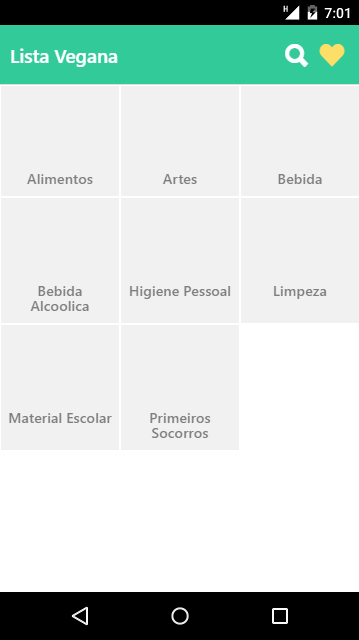 H
7:01
Lista Vegana
Alimentos
Artes
Bebida
Bebida
Alcoolica
Higiene Pessoal
Limpeza
Material Escolar
Primeiros
Socorros